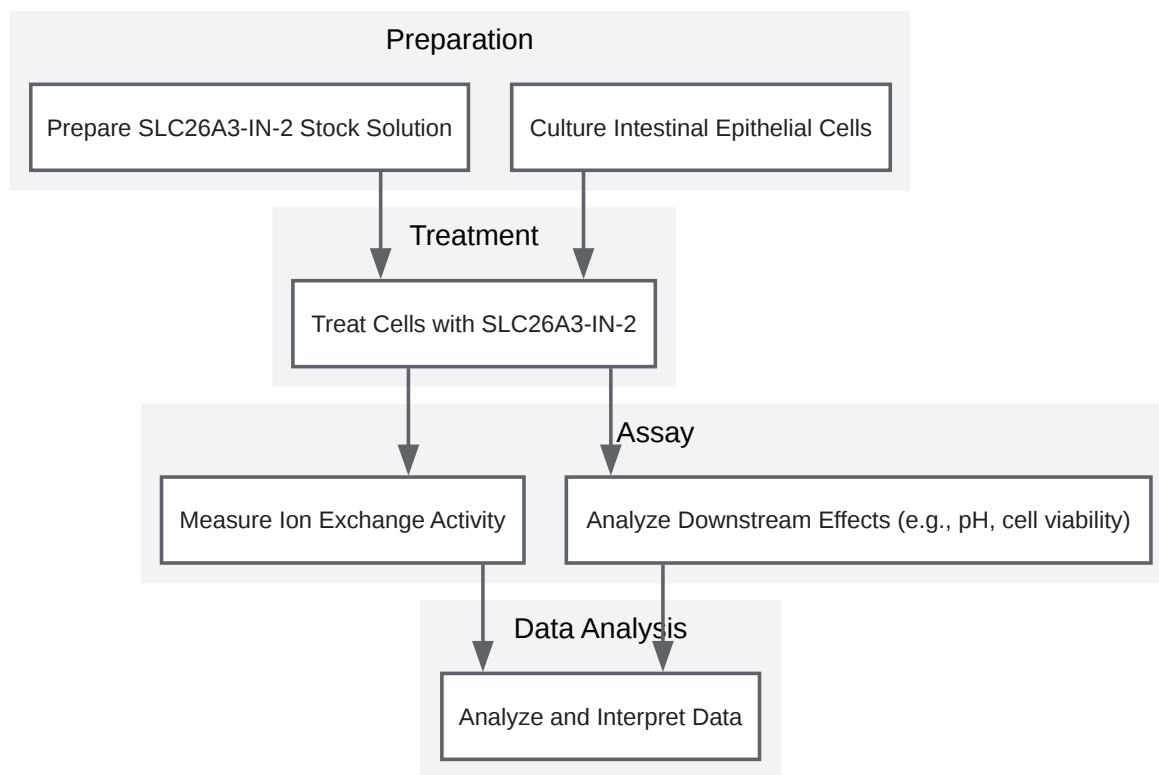 Preparation
Prepare SLC26A3-IN-2 Stock Solution
Culture Intestinal Epithelial Cells
Treatment
Treat Cells with SLC26A3-IN-2
Assay
Measure Ion Exchange Activity
Analyze Downstream Effects (e.g., pH, cell viability)
Data Analysis
Analyze and Interpret Data